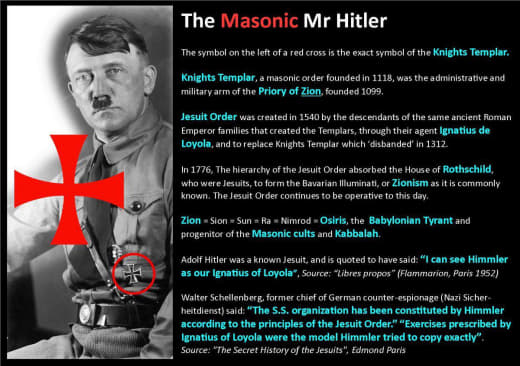 The Masonic Mr Hitler
The symbol on the left of a red cross is the exact symbol of the Knights Templar.
Knights Templar, a masonic order founded in 1118, was the administrative and
military arm of the Priory of Zion, founded 1099.
Jesuit Order was created in 1540 by the descendants of the same ancient Roman
Emperor families that created the Templars, through their agent Ignatius de
Loyola, and to replace Knights Templar which ‘disbanded’ in 1312.
In 1776, The hierarchy of the Jesuit Order absorbed the House of Rothschild,
who were Jesuits, to form the Bavarian Illuminati, or Zionism as it is commonly
known. The Jesuit Order continues to be operative to this day.
Zion = Sion = Sun = Ra = Nimrod = Osiris, the Babylonian Tyrant and
progenitor of the Masonic cults and Kabbalah.
Adolf Hitler was a known Jesuit, and is quoted to have said: “I can see Himmler
as our Ignatius of Loyola”, Source: “Libres propos” (Flammarion, Paris 1952)
Walter Schellenberg, former chief of German counter-espionage (Nazi Sicher-
heitdienst) said: “The S.S. organization has been constituted by Himmler
according to the principles of the Jesuit Order.” “Exercises prescribed by
Ignatius of Loyola were the model Himmler tried to copy exactly”.
Source: "The Secret History of the Jesuits", Edmond Paris